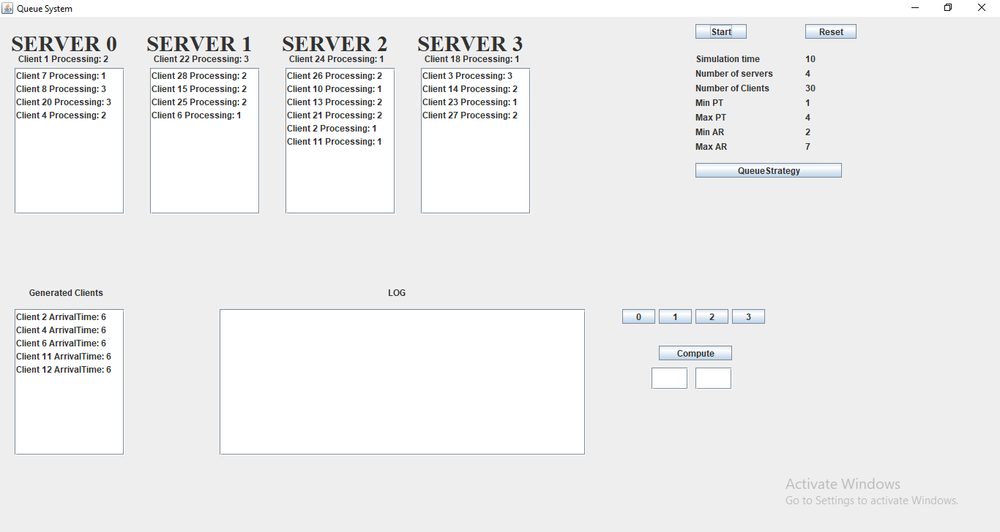 Queue System
SERVER 0
Client 1 Processing: 2
Client 7 Processing: 1
Client 8 Processing: 3
Client 20 Processing: 3
Client 4 Processing: 2
SERVER 1
Client 22 Processing: 3
Client 28 Processing: 2
Client 15 Processing: 2
Client 25 Processing: 2
Client 6 Processing: 1
SERVER 2
Client 24 Processing: 1
Client 26 Processing: 2
Client 10 Processing: 1
Client 13 Processing: 2
Client 21 Processing: 2
Client 2 Processing: 1
Client 11 Processing: 1
SERVER 3
Client 18 Processing: 1
Client 3 Processing: 3
Client 14 Processing: 2
Client 23 Processing: 1
Client 27 Processing: 2
Start
Reset
Simulation time 10
Number of servers 4
Number of Clients 30
Min PT 1
Max PT 4
Min AR 2
Max AR 7
QueueStrategy
Generated Clients
Client 2 ArrivalTime: 6
Client 4 ArrivalTime: 6
Client 6 ArrivalTime: 6
Client 11 ArrivalTime: 6
Client 12 ArrivalTime: 6
LOG
0 1 2 3
Compute
Activate Windows
Go to Settings to activate Windows.